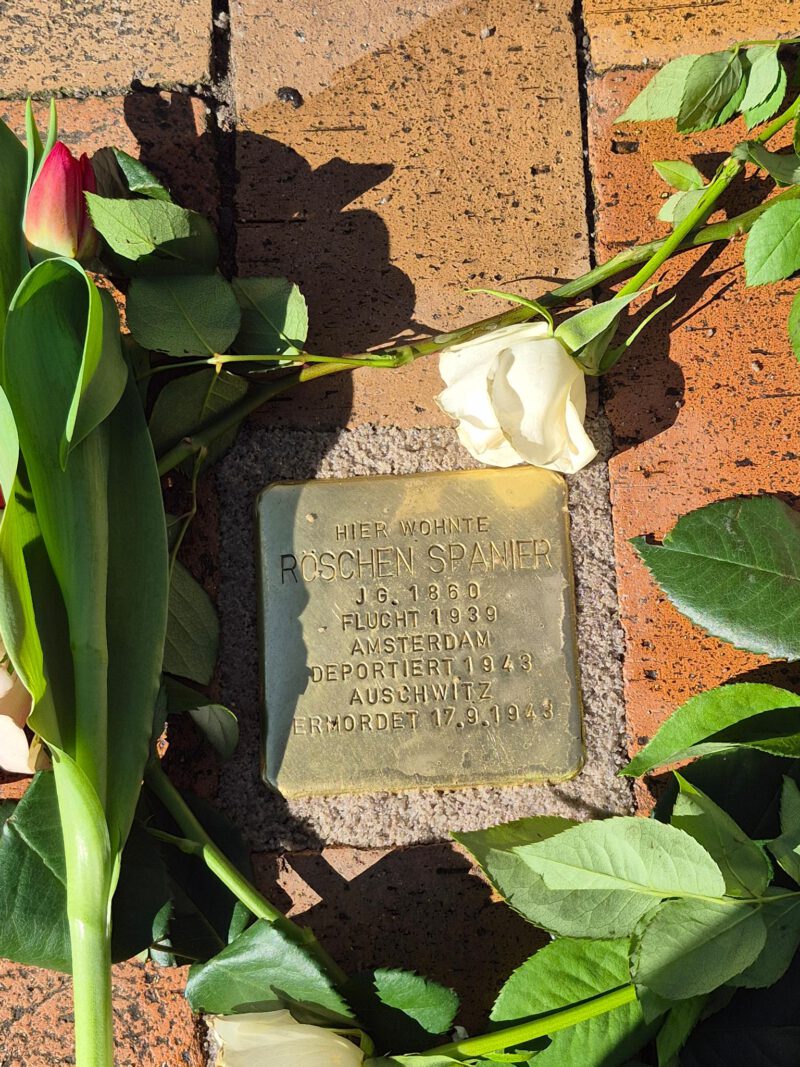 HIER WOHNTE
RÖSCHEN SPANIER
JG. 1860
FLUCHT 1939
AMSTERDAM
DEPORTIERT 1943
AUSCHWITZ
ERMORDET 17.9.1943